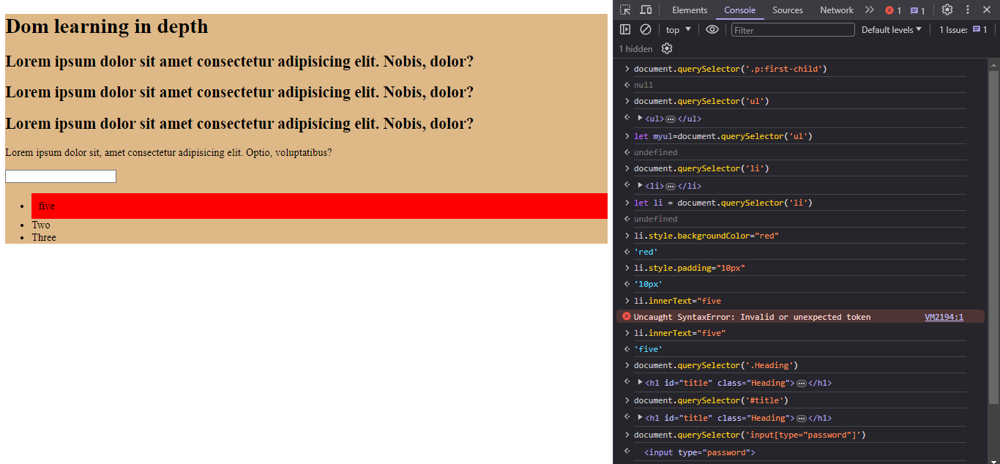 Dom learning in depth
Lorem ipsum dolor sit amet consectetur adipisicing elit. Nobis, dolor?
Lorem ipsum dolor sit amet consectetur adipisicing elit. Nobis, dolor?
Lorem ipsum dolor sit amet consectetur adipisicing elit. Nobis, dolor?
Lorem ipsum dolor sit, amet consectetur adipisicing elit. Optio, voluptatibus?
five
Two
Three
Elements Console Sources Network 1 1
top Filter Default levels 1 Issue: 1
1 hidden
document.querySelector('.p:first-child')
null
document.querySelector('ul')
<ul>…</ul>
let myul=document.querySelector('ul')
undefined
document.querySelector('li')
<li>…</li>
let li = document.querySelector('li')
undefined
li.style.backgroundColor="red"
'red'
li.style.padding="10px"
'10px'
li.innerText="five
Uncaught SyntaxError: Invalid or unexpected token VM2194:1
li.innerText="five"
'five'
document.querySelector('.Heading')
<h1 id="title" class="Heading">…</h1>
document.querySelector('#title')
<h1 id="title" class="Heading">…</h1>
document.querySelector('input[type="password"]')
<input type="password">